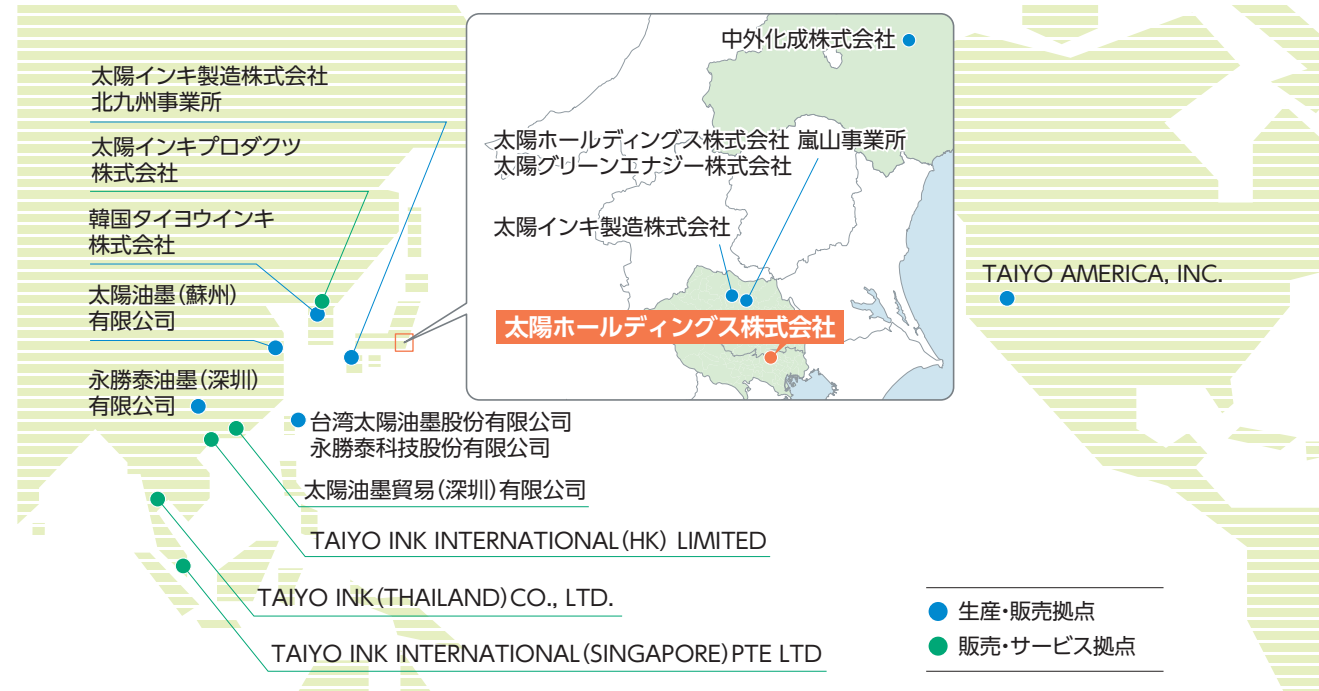 中外化成株式会社
太陽インキ製造株式会社
北九州事業所
太陽インキプロダクツ
株式会社
韓国タイヨウインキ
株式会社
太陽油墨(蘇州)
有限公司
永勝泰油墨(深圳)
有限公司
太陽ホールディングス株式会社 嵐山事業所
太陽グリーンエナジー株式会社
太陽インキ製造株式会社
太陽ホールディングス株式会社
TAIYO AMERICA, INC.
台湾太陽油墨股份有限公司
永勝泰科技股份有限公司
太陽油墨貿易(深圳)有限公司
TAIYO INK INTERNATIONAL(HK) LIMITED
TAIYO INK(THAILAND)CO., LTD.
TAIYO INK INTERNATIONAL(SINGAPORE)PTE LTD
生産・販売拠点
販売・サービス拠点